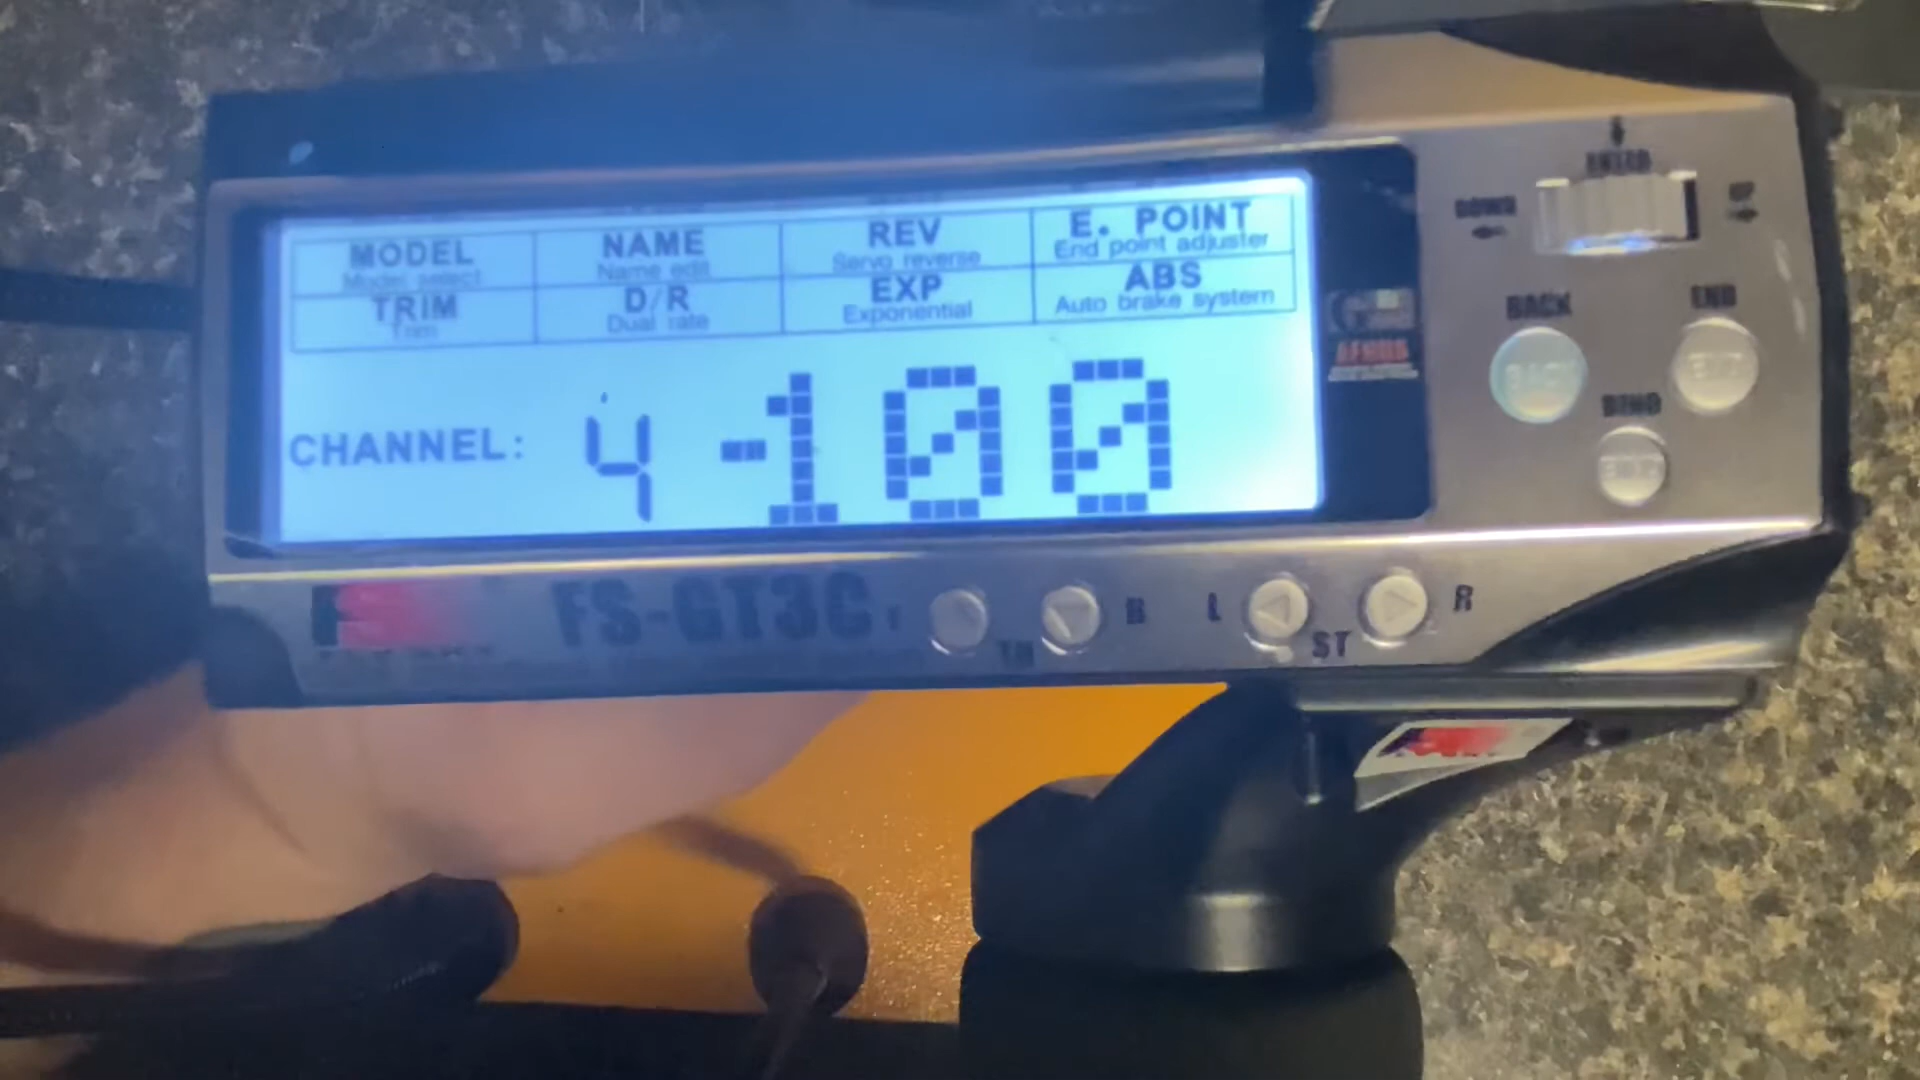 MODEL NAME REV E. POINT
Model select Name edit Servo reverse End point adjuster
TRIM D/R EXP ABS
Trim Dual rate Exponential Auto brake system
CHANNEL: 4 -100
ENTER
DOWN UP
BACK END
BIND
FS-GT3C
TH B L ST R